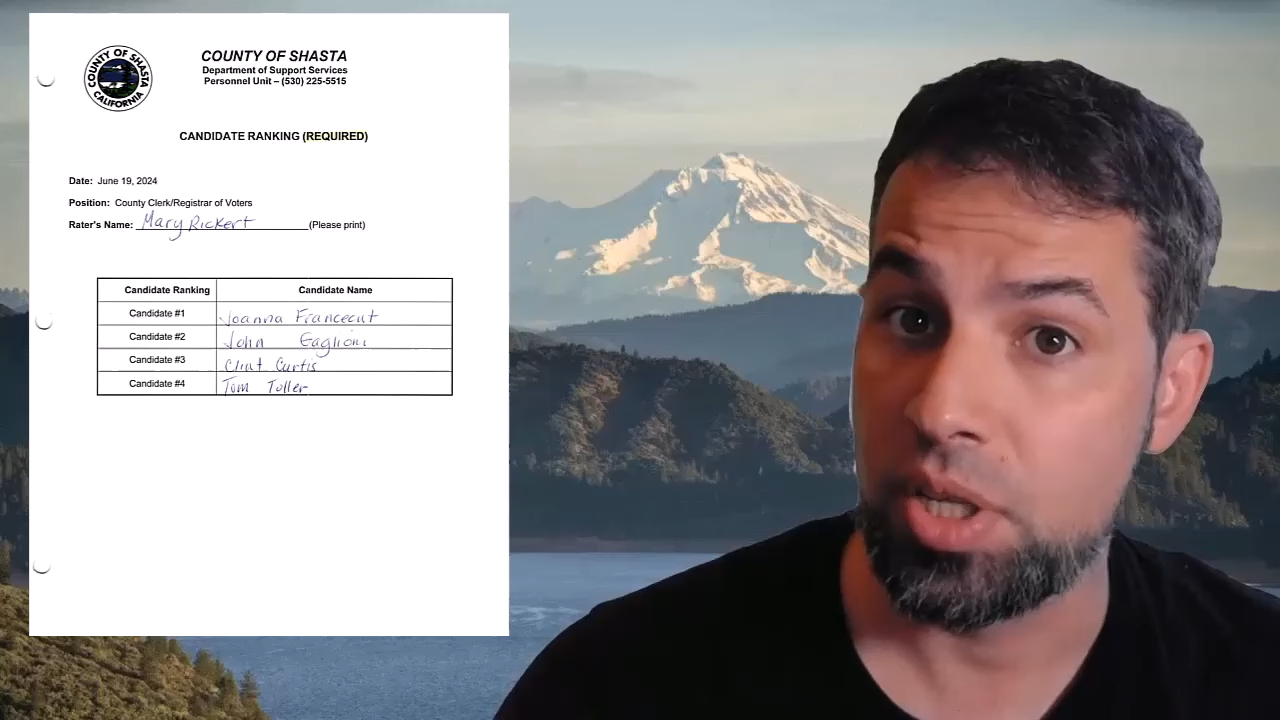 COUNTY OF SHASTA
CALIFORNIA
COUNTY OF SHASTA
Department of Support Services
Personnel Unit – (530) 225-5515
CANDIDATE RANKING (REQUIRED)
Date: June 19, 2024
Position: County Clerk/Registrar of Voters
Rater's Name: Mary Rickert (Please print)
Candidate Ranking Candidate Name
Candidate #1 Joanna Francecut
Candidate #2 John Gaglioni
Candidate #3 Clint Curtis
Candidate #4 Tom Toller